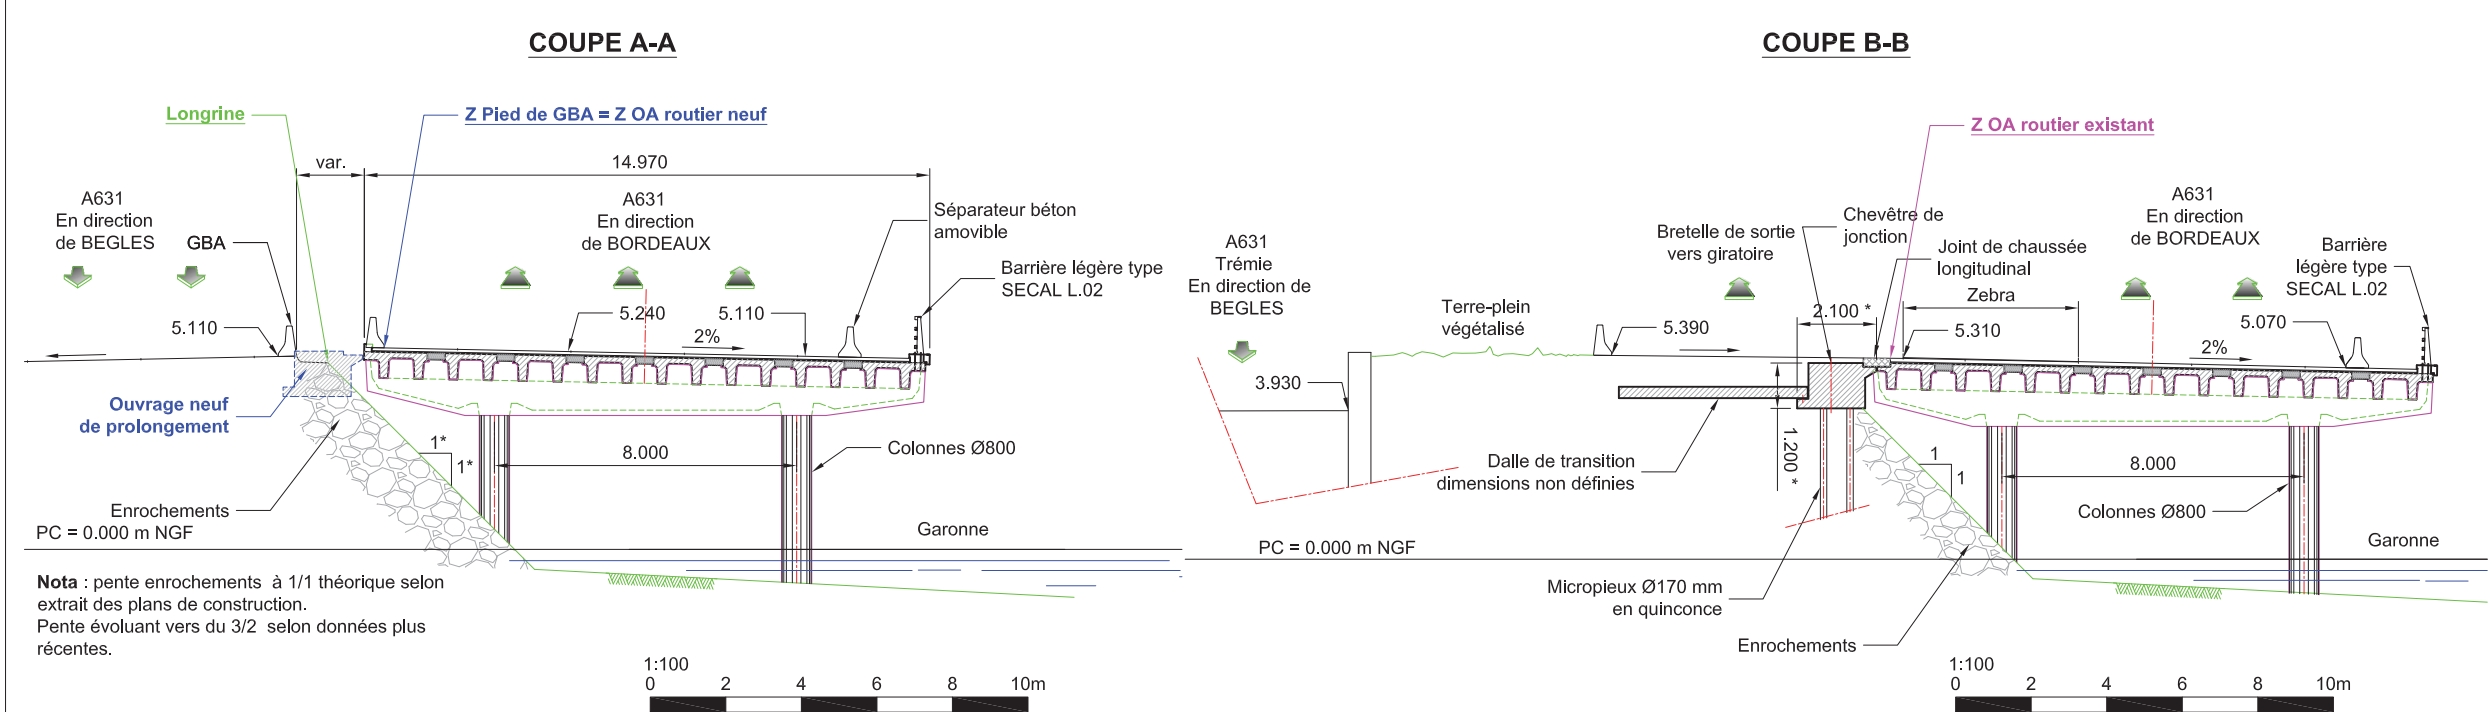 COUPE A-A
Longrine
Z Pied de GBA = Z OA routier neuf
var.
14.970
A631
En direction
de BEGLES
GBA
A631
En direction
de BORDEAUX
Séparateur béton
amovible
Barrière légère type
SECAL L.02
5.110
5.240
5.110
2%
Ouvrage neuf
de prolongement
1*
1*
8.000
Colonnes Ø800
Enrochements
PC = 0.000 m NGF
Garonne
Nota : pente enrochements à 1/1 théorique selon
extrait des plans de construction.
Pente évoluant vers du 3/2 selon données plus
récentes.
1:100
0 2 4 6 8 10m
COUPE B-B
Z OA routier existant
A631
Trémie
En direction de
BEGLES
Bretelle de sortie
vers giratoire
Chevêtre de
jonction
Joint de chaussée
longitudinal
A631
En direction
de BORDEAUX
Barrière
légère type
SECAL L.02
Terre-plein
végétalisé
Zebra
2.100 *
5.390
5.310
5.070
2%
3.930
1.200 *
Dalle de transition
dimensions non définies
1
1
8.000
Colonnes Ø800
PC = 0.000 m NGF
Garonne
Micropieux Ø170 mm
en quinconce
Enrochements
1:100
0 2 4 6 8 10m